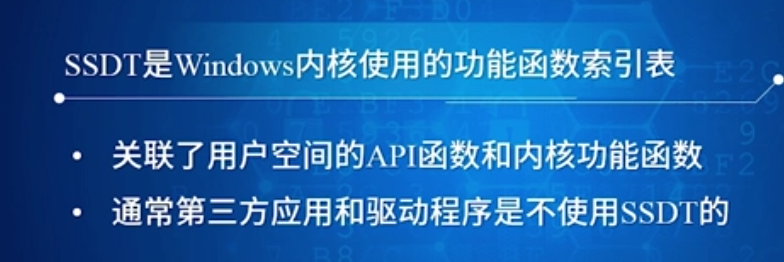 SSDT是Windows内核使用的功能函数索引表
• 关联了用户空间的API函数和内核功能函数
• 通常第三方应用和驱动程序是不使用SSDT的